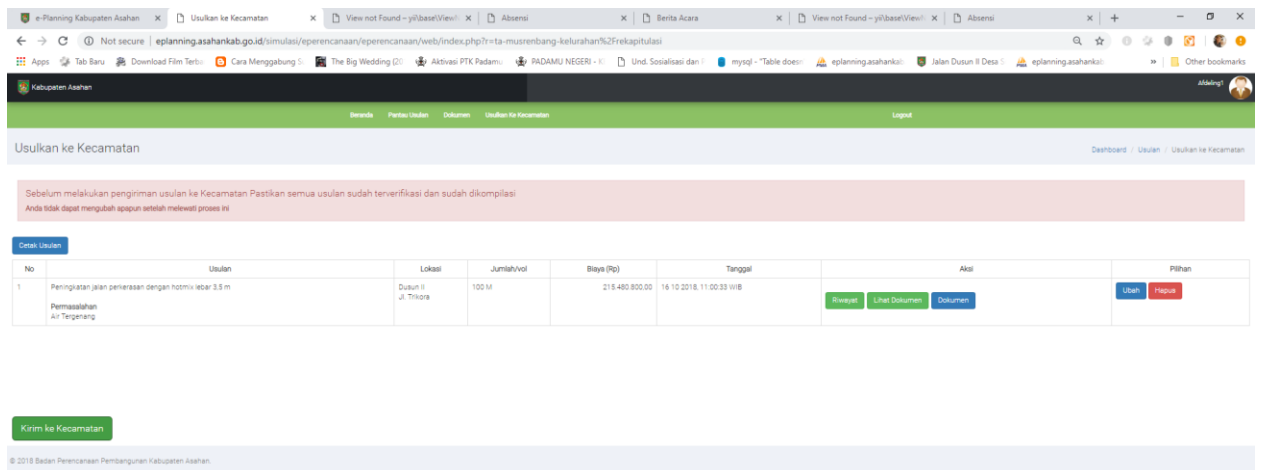 e-Planning Kabupaten Asahan
Usulkan ke Kecamatan
View not Found – yii\base\View
Absensi
Berita Acara
View not Found – yii\base\View
Absensi
Not secure | eplanning.asahankab.go.id/simulasi/eperencanaan/eperencanaan/web/index.php?r=ta-musrenbang-kelurahan%2Frekapitulasi
Apps Tab Baru Download Film Terba Cara Menggabung S The Big Wedding (20 Aktivasi PTK Padamu PADAMU NEGERI - Und. Sosialisasi dan mysql - "Table doesn eplanning.asahankab Jalan Dusun II Desa S eplanning.asahankab » Other bookmarks
Kabupaten Asahan
Afdeling1
Beranda Pantau Usulan Dokumen Usulkan Ke Kecamatan Logout
Usulkan ke Kecamatan
Dashboard / Usulan / Usulkan ke Kecamatan
Sebelum melakukan pengiriman usulan ke Kecamatan Pastikan semua usulan sudah terverifikasi dan sudah dikompilasi
Anda tidak dapat mengubah apapun setelah melewati proses ini
Cetak Usulan
No Usulan Lokasi Jumlah/vol Biaya (Rp) Tanggal Aksi Pilihan
1 Peningkatan jalan perkerasan dengan hotmix lebar 3,5 m Dusun II 100 M 215.460.800,00 16 10 2018, 11:00:33 WIB
Jl. Trikora
Riwayat Lihat Dokumen Dokumen
Ubah Hapus
Permasalahan
Air Tergenang
Kirim ke Kecamatan
© 2018 Badan Perencanaan Pembangunan Kabupaten Asahan.